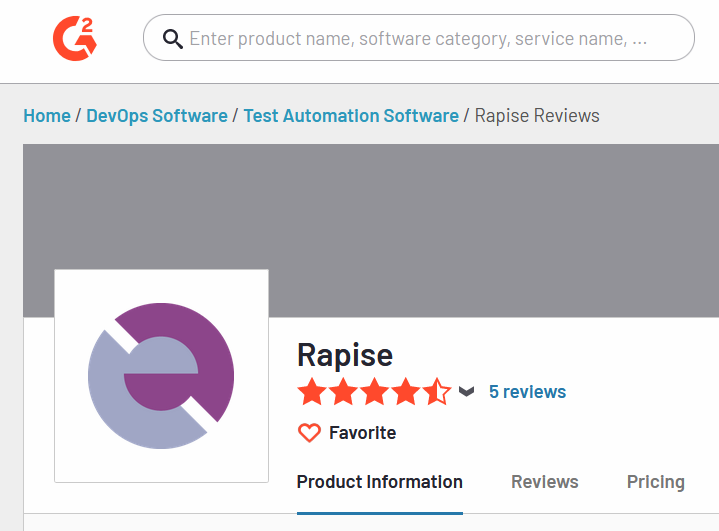 G2
Enter product name, software category, service name, ...
Home / DevOps Software / Test Automation Software / Rapise Reviews
Rapise
5 reviews
Favorite
Product Information Reviews Pricing